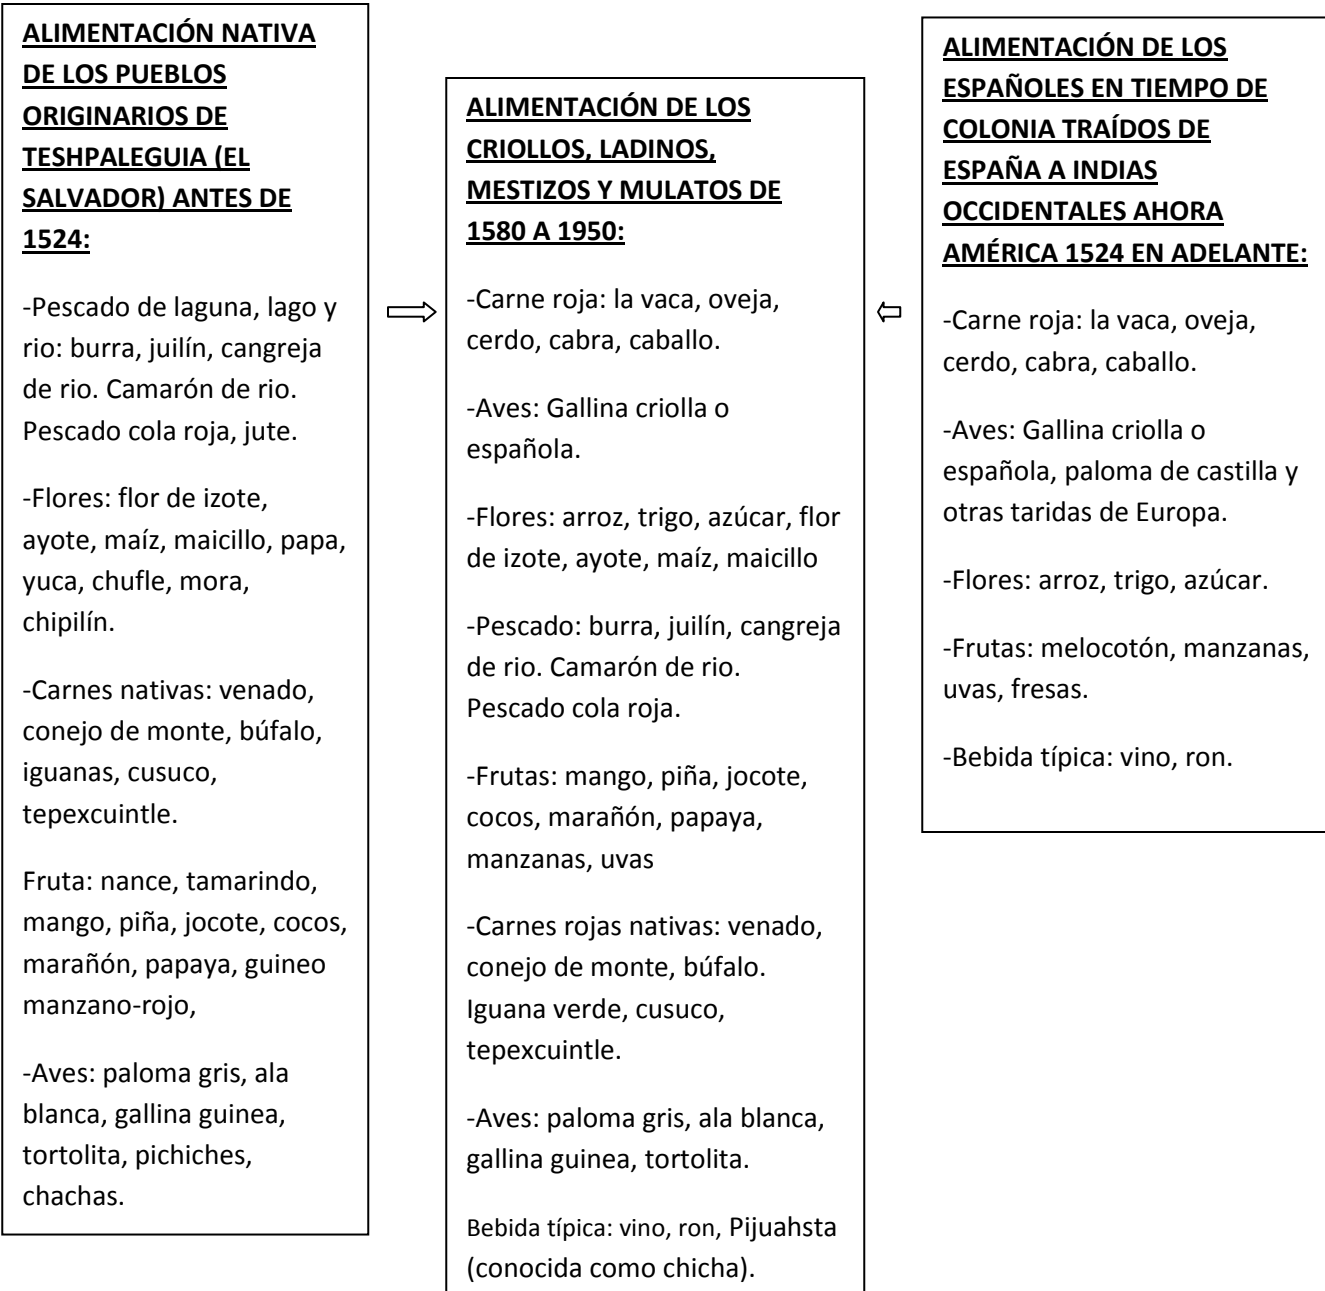 ALIMENTACIÓN NATIVA
DE LOS PUEBLOS
ORIGINARIOS DE
TESHPALEGUIA (EL
SALVADOR) ANTES DE
1524:
-Pescado de laguna, lago y
rio: burra, juilín, cangreja
de rio. Camarón de rio.
Pescado cola roja, jute.
-Flores: flor de izote,
ayote, maíz, maicillo, papa,
yuca, chufle, mora,
chipilín.
-Carnes nativas: venado,
conejo de monte, búfalo,
iguanas, cusuco,
tepexcuintle.
Fruta: nance, tamarindo,
mango, piña, jocote, cocos,
marañón, papaya, guineo
manzano-rojo,
-Aves: paloma gris, ala
blanca, gallina guinea,
tortolita, pichiches,
chachas.
ALIMENTACIÓN DE LOS
CRIOLLOS, LADINOS,
MESTIZOS Y MULATOS DE
1580 A 1950:
-Carne roja: la vaca, oveja,
cerdo, cabra, caballo.
-Aves: Gallina criolla o
española.
-Flores: arroz, trigo, azúcar, flor
de izote, ayote, maíz, maicillo
-Pescado: burra, juilín, cangreja
de rio. Camarón de rio.
Pescado cola roja.
-Frutas: mango, piña, jocote,
cocos, marañón, papaya,
manzanas, uvas
-Carnes rojas nativas: venado,
conejo de monte, búfalo.
Iguana verde, cusuco,
tepexcuintle.
-Aves: paloma gris, ala blanca,
gallina guinea, tortolita.
Bebida típica: vino, ron, Pijuahsta
(conocida como chicha).
ALIMENTACIÓN DE LOS
ESPAÑOLES EN TIEMPO DE
COLONIA TRAÍDOS DE
ESPAÑA A INDIAS
OCCIDENTALES AHORA
AMÉRICA 1524 EN ADELANTE:
-Carne roja: la vaca, oveja,
cerdo, cabra, caballo.
-Aves: Gallina criolla o
española, paloma de castilla y
otras taridas de Europa.
-Flores: arroz, trigo, azúcar.
-Frutas: melocotón, manzanas,
uvas, fresas.
-Bebida típica: vino, ron.